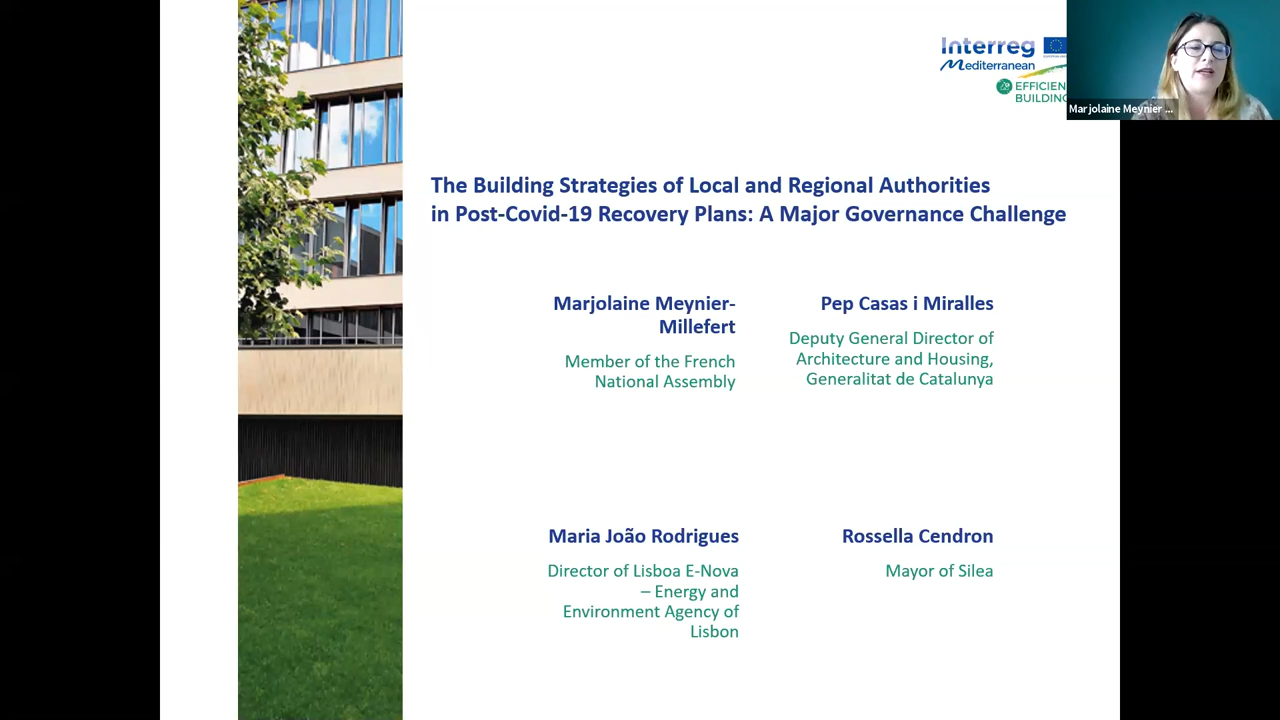 Interreg
Mediterranean
EFFICIEN
BUILDING
Marjolaine Meynier ...
The Building Strategies of Local and Regional Authorities
in Post-Covid-19 Recovery Plans: A Major Governance Challenge
Marjolaine Meynier-
Millefert
Member of the French
National Assembly
Pep Casas i Miralles
Deputy General Director of
Architecture and Housing,
Generalitat de Catalunya
Maria João Rodrigues
Director of Lisboa E-Nova
– Energy and
Environment Agency of
Lisbon
Rossella Cendron
Mayor of Silea